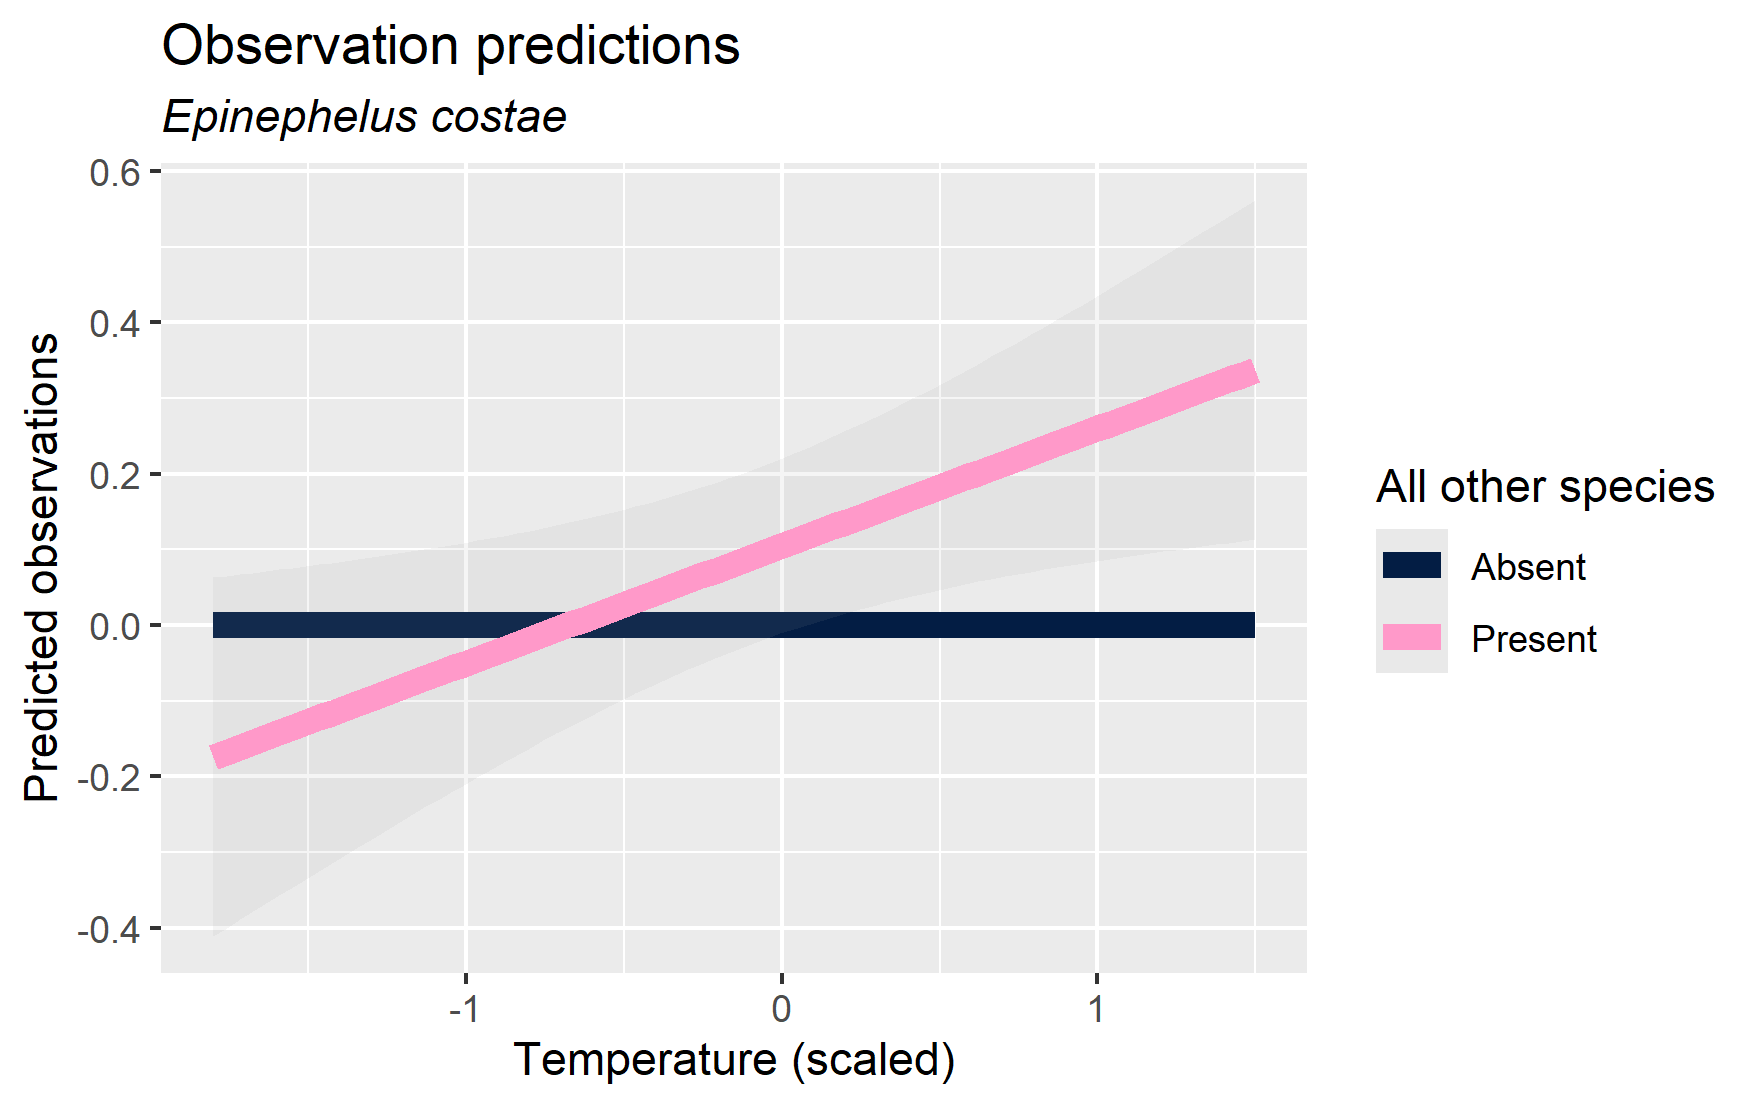 Observation predictions
Epinephelus costae
Predicted observations
0.6
0.4
0.2
0.0
-0.2
-0.4
-1
0
1
Temperature (scaled)
All other species
Absent
Present